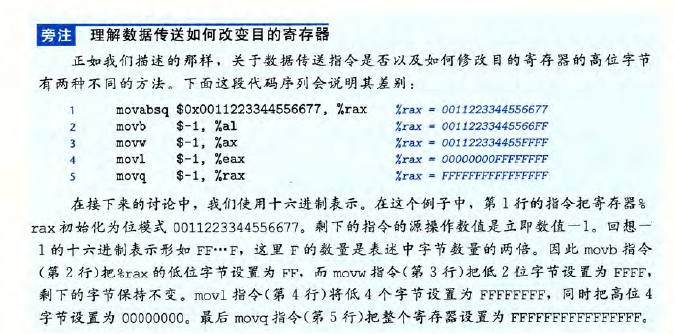 旁注 理解数据传送如何改变目的寄存器
正如我们描述的那样，关于数据传送指令是否以及如何修改目的寄存器的高位字节
有两种不同的方法。下面这段代码序列会说明其差别：
1 movabsq $0x0011223344556677, %rax %rax = 0011223344556677
2 movb $-1, %al %rax = 00112233445566FF
3 movw $-1, %ax %rax = 001122334455FFFF
4 movl $-1, %eax %rax = 00000000FFFFFFFF
5 movq $-1, %rax %rax = FFFFFFFFFFFFFFFF
在接下来的讨论中，我们使用十六进制表示。在这个例子中，第 1 行的指令把寄存器%
rax 初始化为位模式 0011223344556677。剩下的指令的源操作数值是立即数值－1。回想－
1 的十六进制表示形如 FF…F，这里 F 的数量是表述中字节数量的两倍。因此 movb 指令
(第 2 行)把%rax 的低位字节设置为 FF，而 movw 指令(第 3 行)把低 2 位字节设置为 FFFF，
剩下的字节保持不变。movl 指令(第 4 行)将低 4 个字节设置为 FFFFFFFF，同时把高位 4
字节设置为 00000000。最后 movq 指令(第 5 行)把整个寄存器设置为 FFFFFFFFFFFFFFFF。